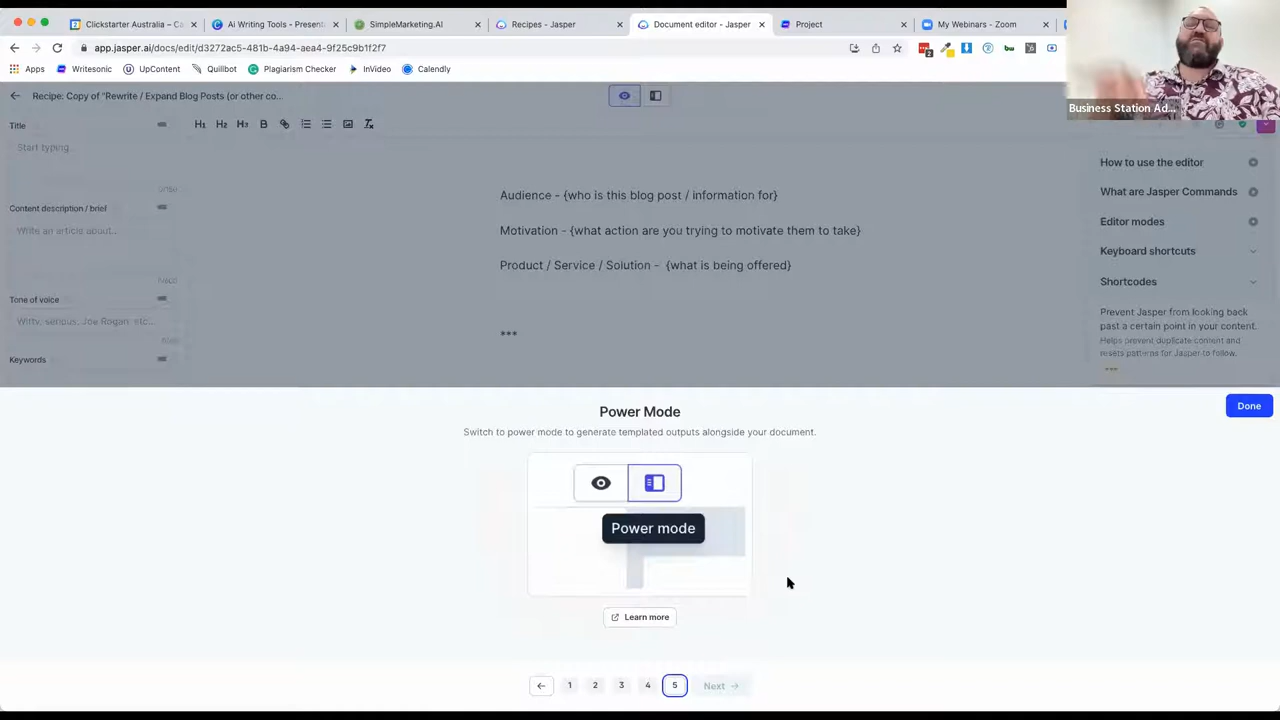 Clickstarter Australia – Ca
Ai Writing Tools - Present
SimpleMarketing.AI
Recipes - Jasper
Document editor - Jasper
Project
My Webinars - Zoom
app.jasper.ai/docs/edit/d3272ac5-481b-4a94-aea4-9f25c9b1f2f7
Apps
Writesonic
UpContent
Quillbot
Plagiarism Checker
InVideo
Calendly
Business Station Ad...
Recipe: Copy of "Rewrite / Expand Blog Posts (or other co...
Title
H1 H2 H3 B
Start typing...
Content description / brief
Write an article about...
Tone of voice
Witty, serious, Joe Rogan, etc...
Keywords
Audience - {who is this blog post / information for}
Motivation - {what action are you trying to motivate them to take}
Product / Service / Solution - {what is being offered}
***
How to use the editor
What are Jasper Commands
Editor modes
Keyboard shortcuts
Shortcodes
Prevent Jasper from looking back
past a certain point in your content.
Helps prevent duplicate content and
resets patterns for Jasper to follow.
***
Power Mode
Done
Switch to power mode to generate templated outputs alongside your document.
Power mode
Learn more
1 2 3 4 5 Next